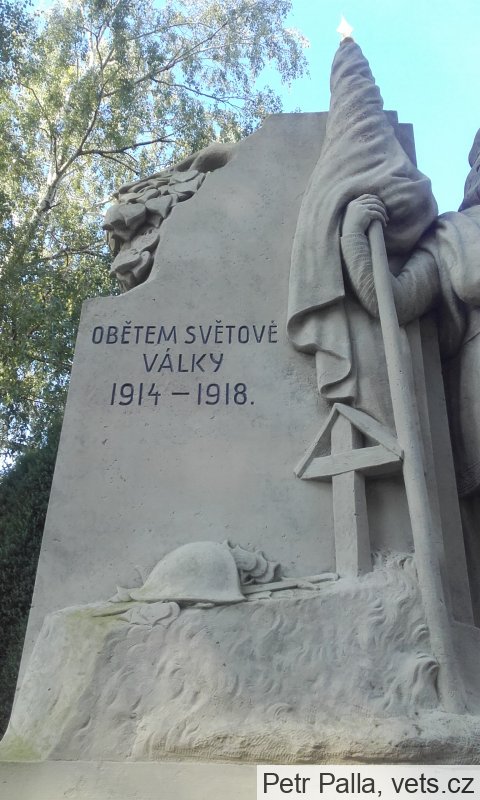 OBĚTEM SVĚTOVÉ
VÁLKY
1914 – 1918.
Petr Palla, vets.cz